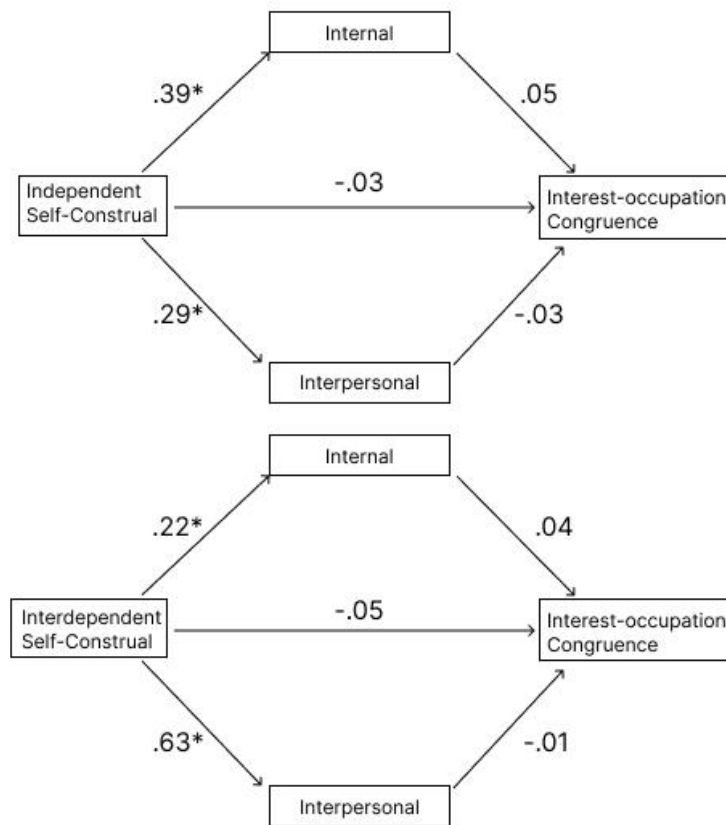 Internal
.39*
.05
-.03
Independent
Self-Construal
Interest-occupation
Congruence
.29*
-.03
Interpersonal
Internal
.22*
.04
-.05
Interdependent
Self-Construal
Interest-occupation
Congruence
.63*
-.01
Interpersonal